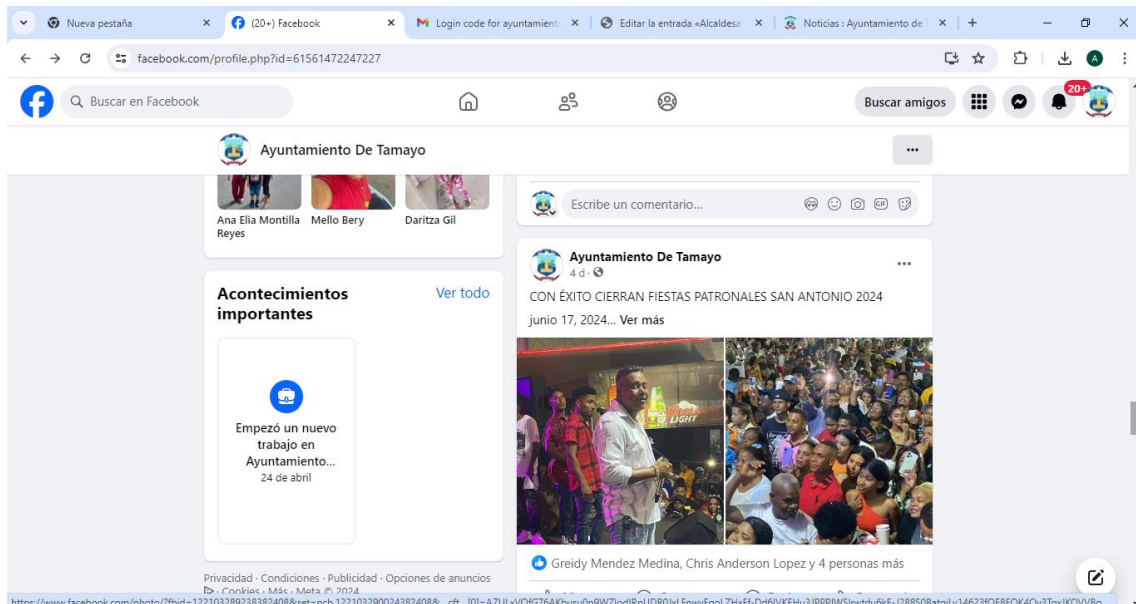 Nueva pestaña
(20+) Facebook
Login code for ayuntamient
Editar la entrada «Alcaldesa
Noticias : Ayuntamiento de
facebook.com/profile.php?id=61561472247227
A
Buscar en Facebook
Buscar amigos
20+
Ayuntamiento De Tamayo
Ana Elia Montilla Reyes
Mello Bery
Daritza Gil
Escribe un comentario...
GIF
Acontecimientos importantes
Ver todo
Empezó un nuevo
trabajo en
Ayuntamiento...
24 de abril
Privacidad · Condiciones · Publicidad · Opciones de anuncios
· Cookies · Más · Meta © 2024
Ayuntamiento De Tamayo
4 d
CON ÉXITO CIERRAN FIESTAS PATRONALES SAN ANTONIO 2024
junio 17, 2024... Ver más
LIGHT
Greidy Mendez Medina, Chris Anderson Lopez y 4 personas más